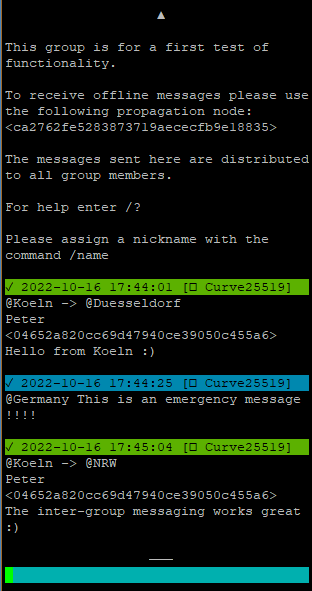 This group is for a first test of
functionality.
To receive offline messages please use
the following propagation node:
<ca2762fe5283873719aececfb9e18835>
The messages sent here are distributed
to all group members.
For help enter /?
Please assign a nickname with the
command /name
✓ 2022-10-16 17:44:01 [▯ Curve25519]
@Koeln -> @Duesseldorf
Peter
<04652a820cc69d47940ce39050c455a6>
Hello from Koeln :)
✓ 2022-10-16 17:44:25 [▯ Curve25519]
@Germany This is an emergency message
!!!!
✓ 2022-10-16 17:45:04 [▯ Curve25519]
@Koeln -> @NRW
Peter
<04652a820cc69d47940ce39050c455a6>
The inter-group messaging works great
:)